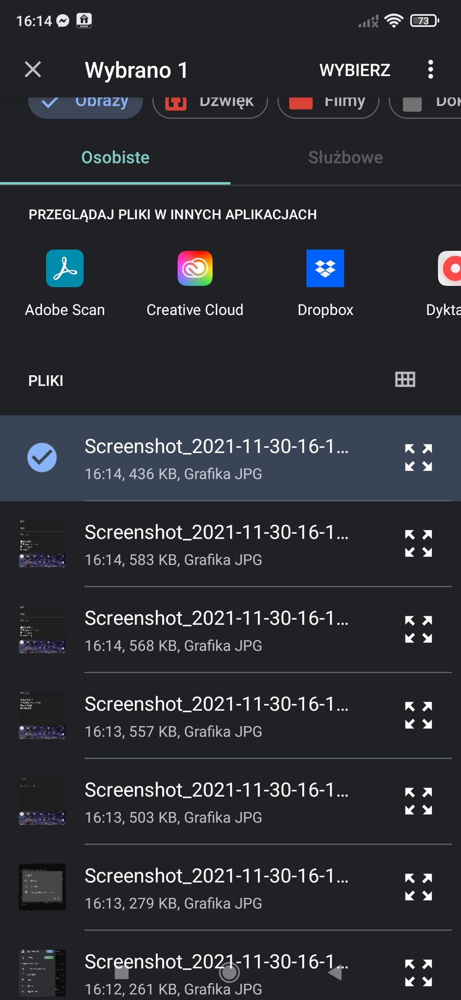 16:14
PHILIPS
73
Wybrano 1
WYBIERZ
Obrazy
Dźwięk
Filmy
Dok
Osobiste
Służbowe
PRZEGLĄDAJ PLIKI W INNYCH APLIKACJACH
Adobe Scan
Creative Cloud
Dropbox
Dykta
PLIKI
Screenshot_2021-11-30-16-1...
16:14, 436 KB, Grafika JPG
Screenshot_2021-11-30-16-1...
16:14, 583 KB, Grafika JPG
Screenshot_2021-11-30-16-1...
16:14, 568 KB, Grafika JPG
Screenshot_2021-11-30-16-1...
16:13, 557 KB, Grafika JPG
Screenshot_2021-11-30-16-1...
16:13, 503 KB, Grafika JPG
Screenshot_2021-11-30-16-1...
16:13, 279 KB, Grafika JPG
Screenshot_2021-11-30-16-1...
16:12, 261 KB, Grafika JPG